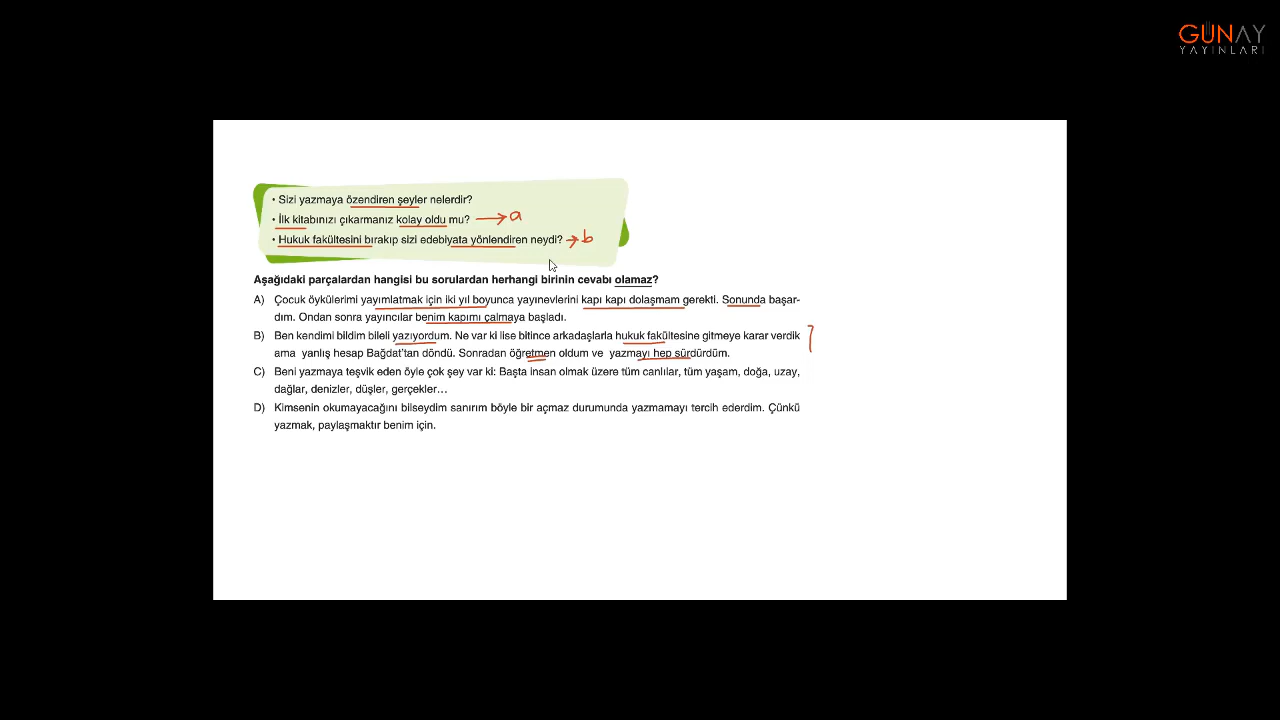 GÜNAY
YAYINLARI
• Sizi yazmaya özendiren şeyler nelerdir?
• İlk kitabınızı çıkarmanız kolay oldu mu? → a
• Hukuk fakültesini bırakıp sizi edebiyata yönlendiren neydi? → b
Aşağıdaki parçalardan hangisi bu sorulardan herhangi birinin cevabı olamaz?
A) Çocuk öykülerimi yayımlatmak için iki yıl boyunca yayınevlerini kapı kapı dolaşmam gerekti. Sonunda başar-
dım. Ondan sonra yayıncılar benim kapımı çalmaya başladı.
B) Ben kendimi bildim bileli yazıyordum. Ne var ki lise bitince arkadaşlarla hukuk fakültesine gitmeye karar verdik
ama yanlış hesap Bağdat'tan döndü. Sonradan öğretmen oldum ve yazmayı hep sürdürdüm.
C) Beni yazmaya teşvik eden öyle çok şey var ki: Başta insan olmak üzere tüm canlılar, tüm yaşam, doğa, uzay,
dağlar, denizler, düşler, gerçekler...
D) Kimsenin okumayacağını bilseydim sanırım böyle bir açmaz durumunda yazmamayı tercih ederdim. Çünkü
yazmak, paylaşmaktır benim için.